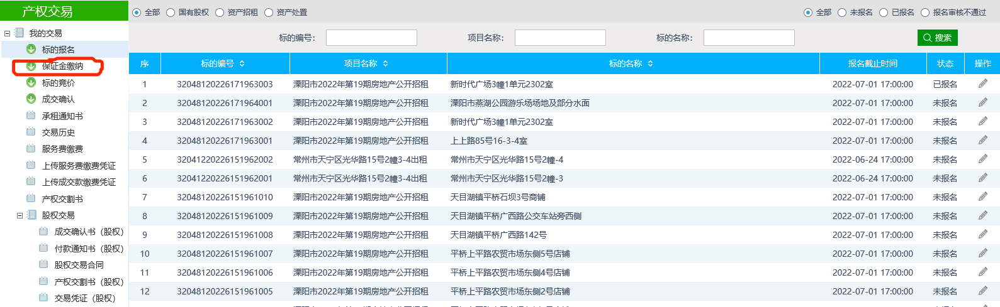 产权交易
我的交易
标的报名
保证金缴纳
标的竞价
成交确认
承租通知书
交易历史
服务费缴费
上传服务费缴费凭证
上传成交款缴费凭证
产权交割书
股权交易
成交确认书（股权）
付款通知书（股权）
股权交易合同
产权交割书（股权）
交易凭证（股权）
全部 国有股权 资产招租 资产处置 全部 未报名 已报名 报名审核不通过
标的编号： 项目名称： 标的名称： 搜索
序 标的编号 项目名称 标的名称 报名截止时间 状态 操作
1 32048120226171963003 溧阳市2022年第19期房地产公开招租 新时代广场3幢1单元2302室 2022-07-01 17:00:00 已报名
2 32048120226171964001 溧阳市2022年第19期房地产公开招租 溧阳市燕湖公园游乐场场地及部分水面 2022-07-01 17:00:00 未报名
3 32048120226171963002 溧阳市2022年第19期房地产公开招租 新时代广场3幢1单元2302室 2022-07-01 17:00:00 未报名
4 32048120226171963001 溧阳市2022年第19期房地产公开招租 上上路85号16-3-4室 2022-07-01 17:00:00 未报名
5 32041220226151962002 常州市天宁区光华路15号2幢3-4出租 常州市天宁区光华路15号2幢-4 2022-06-24 17:00:00 未报名
6 32041220226151962001 常州市天宁区光华路15号2幢3-4出租 常州市天宁区光华路15号2幢-3 2022-06-24 17:00:00 未报名
7 32048120226151961010 溧阳市2022年第19期房地产公开招租 天目湖镇平桥石坝3号商铺 2022-07-01 17:00:00 未报名
8 32048120226151961009 溧阳市2022年第19期房地产公开招租 天目湖镇平桥广西路公交车站旁西侧 2022-07-01 17:00:00 未报名
9 32048120226151961008 溧阳市2022年第19期房地产公开招租 天目湖镇平桥广西路142号 2022-07-01 17:00:00 未报名
10 32048120226151961007 溧阳市2022年第19期房地产公开招租 平桥上平路农贸市场东侧5号店铺 2022-07-01 17:00:00 未报名
11 32048120226151961006 溧阳市2022年第19期房地产公开招租 平桥上平路农贸市场东侧4号店铺 2022-07-01 17:00:00 未报名
12 32048120226151961005 溧阳市2022年第19期房地产公开招租 平桥上平路农贸市场东侧2号店铺 2022-07-01 17:00:00 未报名